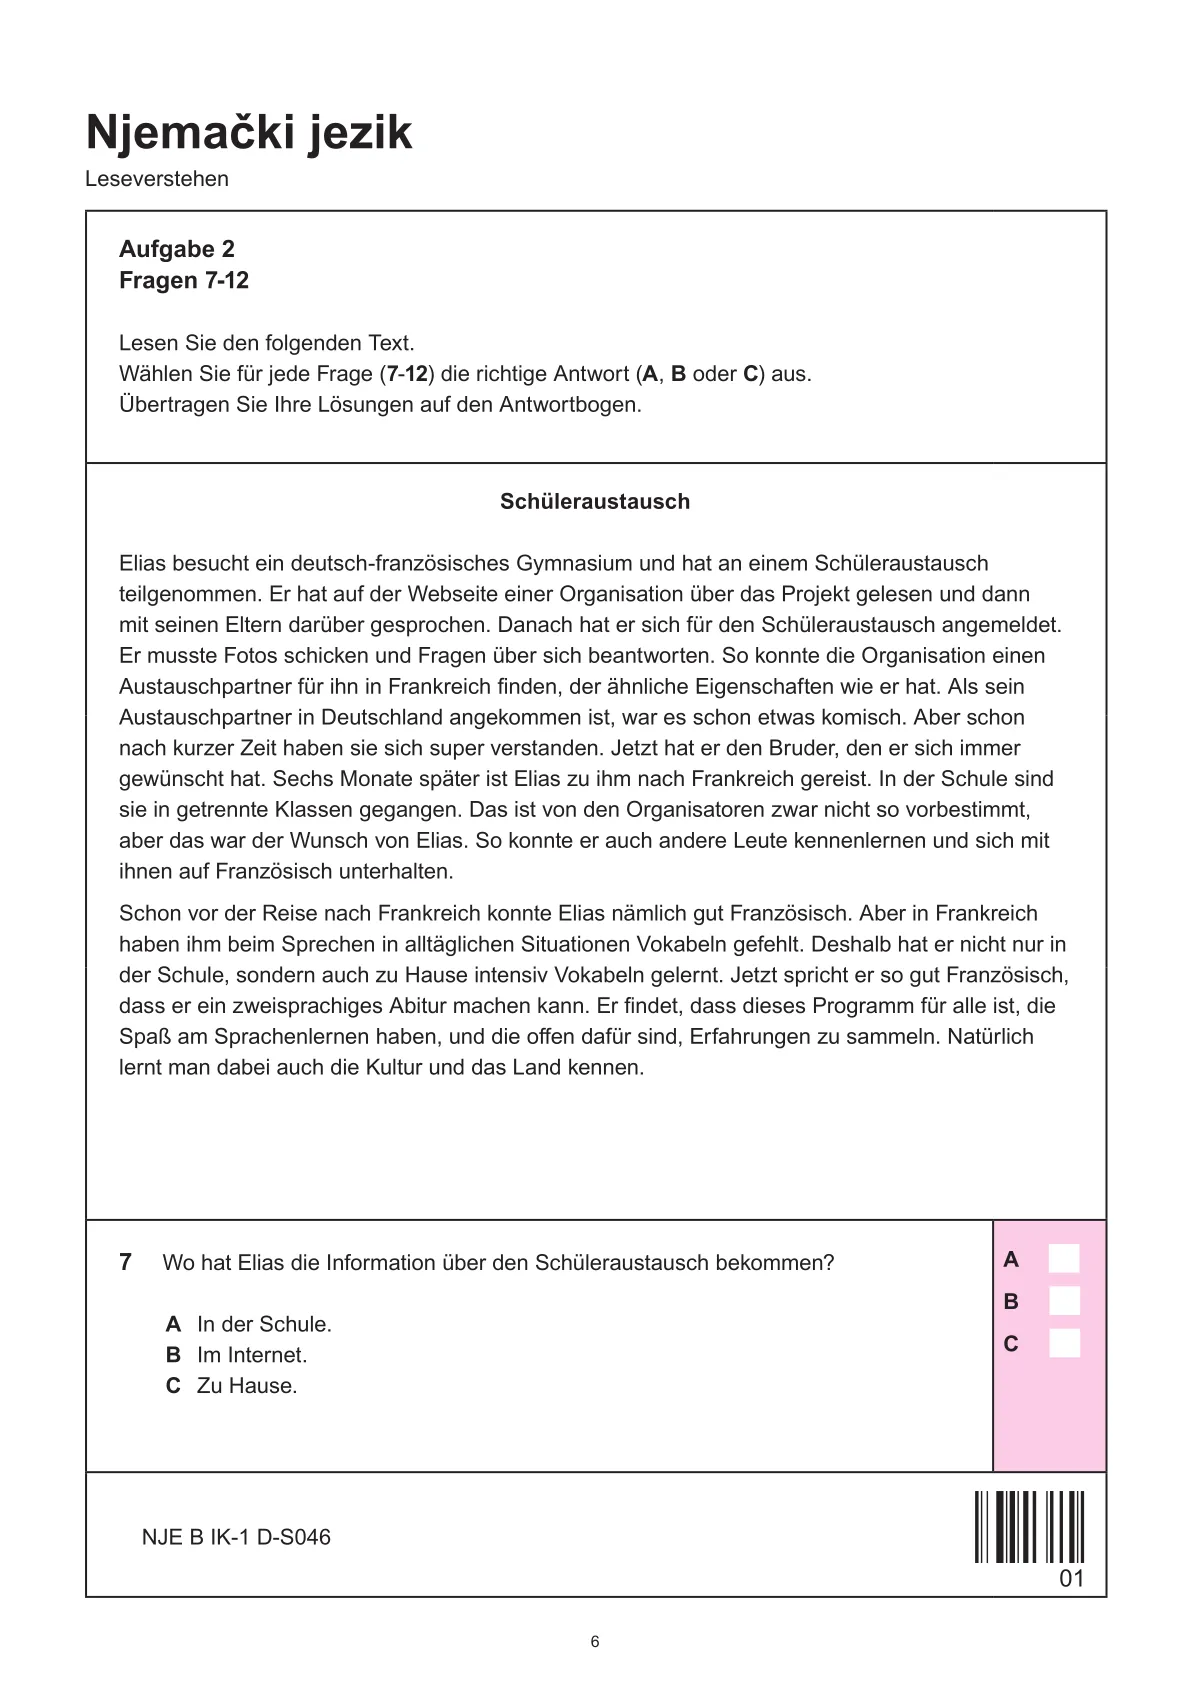 Njemački jezik
Leseverstehen
Aufgabe 2
Fragen 7-12
Lesen Sie den folgenden Text.
Wählen Sie für jede Frage (7-12) die richtige Antwort (A, B oder C) aus.
Übertragen Sie Ihre Lösungen auf den Antwortbogen.
Schüleraustausch
Elias besucht ein deutsch-französisches Gymnasium und hat an einem Schüleraustausch
teilgenommen. Er hat auf der Webseite einer Organisation über das Projekt gelesen und dann
mit seinen Eltern darüber gesprochen. Danach hat er sich für den Schüleraustausch angemeldet.
Er musste Fotos schicken und Fragen über sich beantworten. So konnte die Organisation einen
Austauschpartner für ihn in Frankreich finden, der ähnliche Eigenschaften wie er hat. Als sein
Austauschpartner in Deutschland angekommen ist, war es schon etwas komisch. Aber schon
nach kurzer Zeit haben sie sich super verstanden. Jetzt hat er den Bruder, den er sich immer
gewünscht hat. Sechs Monate später ist Elias zu ihm nach Frankreich gereist. In der Schule sind
sie in getrennte Klassen gegangen. Das ist von den Organisatoren zwar nicht so vorbestimmt,
aber das war der Wunsch von Elias. So konnte er auch andere Leute kennenlernen und sich mit
ihnen auf Französisch unterhalten.
Schon vor der Reise nach Frankreich konnte Elias nämlich gut Französisch. Aber in Frankreich
haben ihm beim Sprechen in alltäglichen Situationen Vokabeln gefehlt. Deshalb hat er nicht nur in
der Schule, sondern auch zu Hause intensiv Vokabeln gelernt. Jetzt spricht er so gut Französisch,
dass er ein zweisprachiges Abitur machen kann. Er findet, dass dieses Programm für alle ist, die
Spaß am Sprachenlernen haben, und die offen dafür sind, Erfahrungen zu sammeln. Natürlich
lernt man dabei auch die Kultur und das Land kennen.
7 Wo hat Elias die Information über den Schüleraustausch bekommen?
A In der Schule.
B Im Internet.
C Zu Hause.
A
B
C
NJE B IK-1 D-S046
01
6